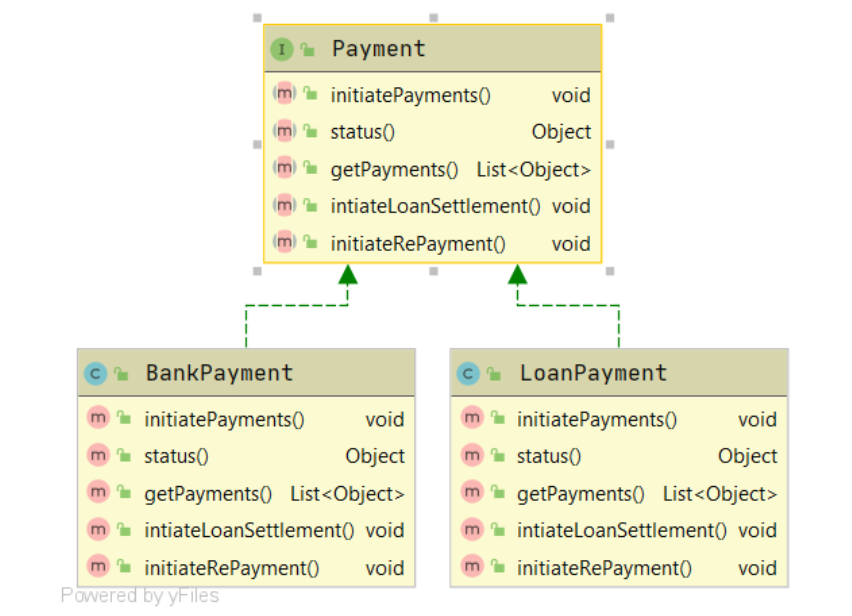 I Payment
m initiatePayments() void
m status() Object
m getPayments() List<Object>
m intiateLoanSettlement() void
m initiateRePayment() void
C BankPayment
m initiatePayments() void
m status() Object
m getPayments() List<Object>
m intiateLoanSettlement() void
m initiateRePayment() void
C LoanPayment
m initiatePayments() void
m status() Object
m getPayments() List<Object>
m intiateLoanSettlement() void
m initiateRePayment() void
Powered by yFiles